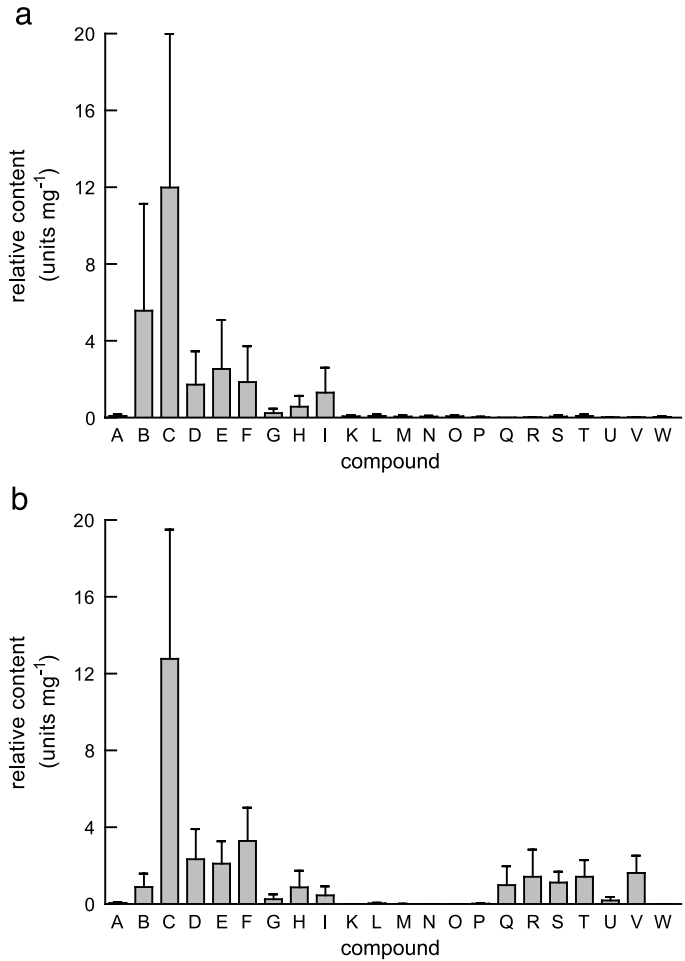 a
20
16
12
8
4
0
relative content
(units mg⁻¹)
A B C D E F G H I K L M N O P Q R S T U V W
compound
b
20
16
12
8
4
0
relative content
(units mg⁻¹)
A B C D E F G H I K L M N O P Q R S T U V W
compound